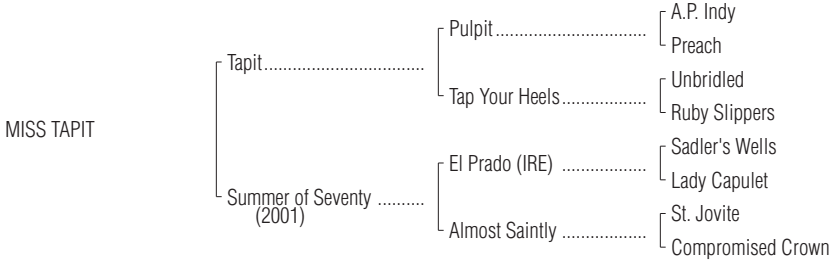 A.P. Indy
Pulpit................................
Preach
Tapit..................................
Unbridled
Tap Your Heels..................
Ruby Slippers
MISS TAPIT
Sadler's Wells
El Prado (IRE) ..................
Lady Capulet
Summer of Seventy ..........
(2001)
St. Jovite
Almost Saintly ..................
Compromised Crown